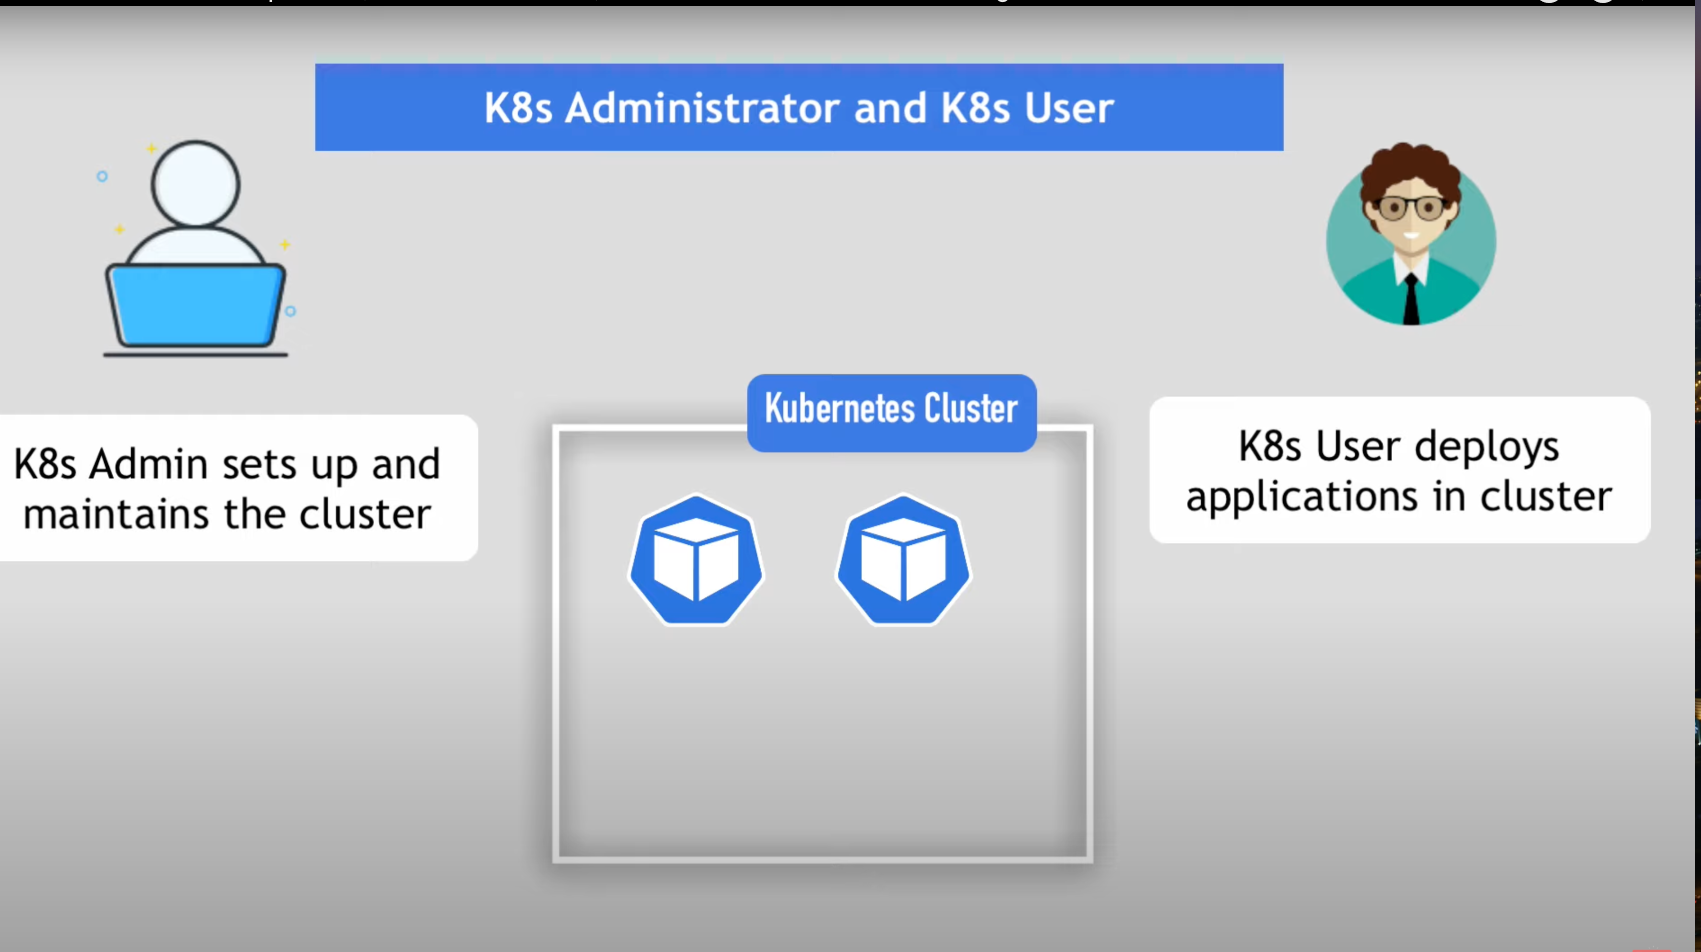 K8s Administrator and K8s User
Kubernetes Cluster
K8s Admin sets up and
maintains the cluster
K8s User deploys
applications in cluster